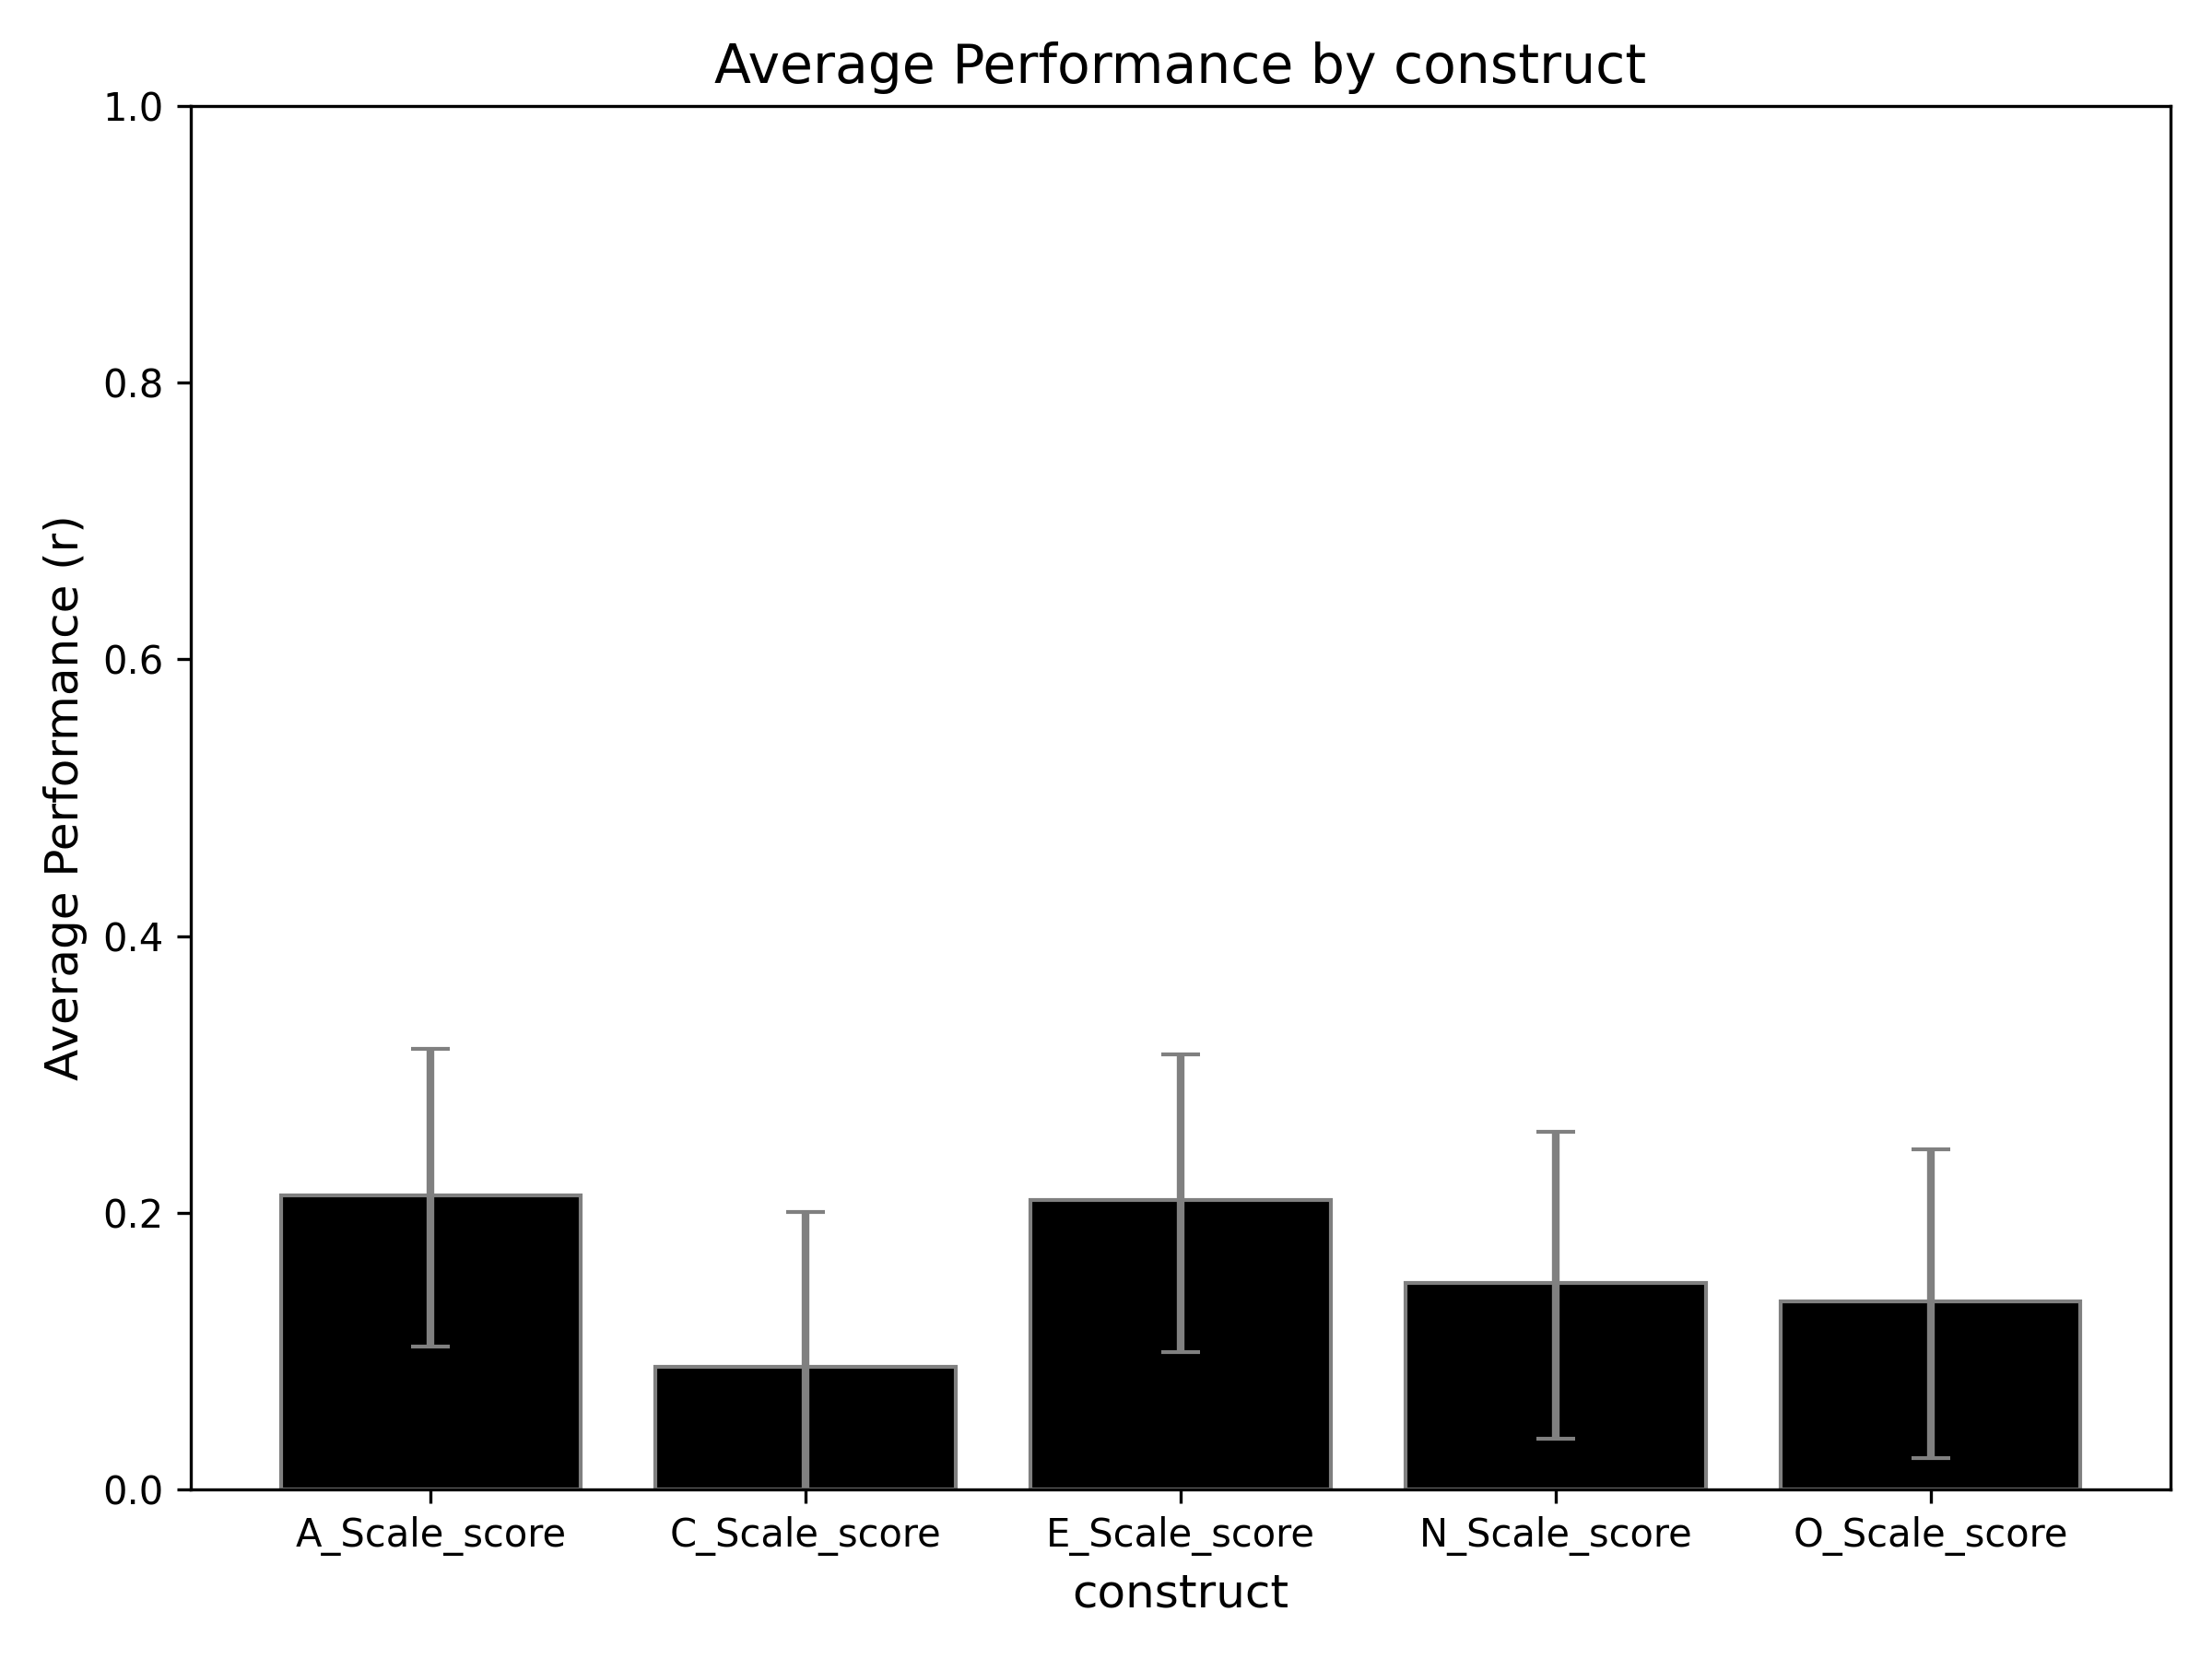 Average Performance by construct
Average Performance (r)
1.0
0.8
0.6
0.4
0.2
0.0
A_Scale_score
C_Scale_score
E_Scale_score
N_Scale_score
O_Scale_score
construct